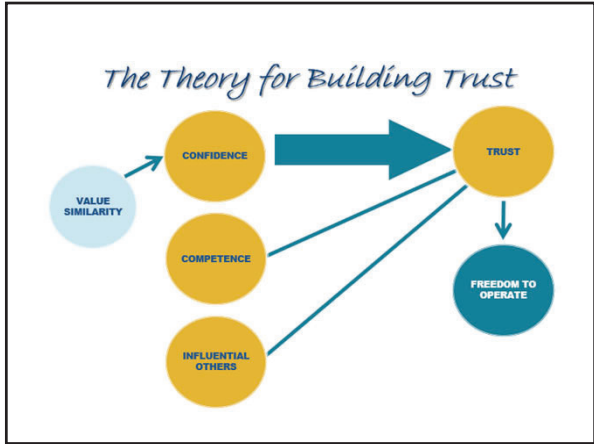 The Theory for Building Trust
CONFIDENCE
TRUST
VALUE
SIMILARITY
COMPETENCE
FREEDOM TO
OPERATE
INFLUENTIAL
OTHERS